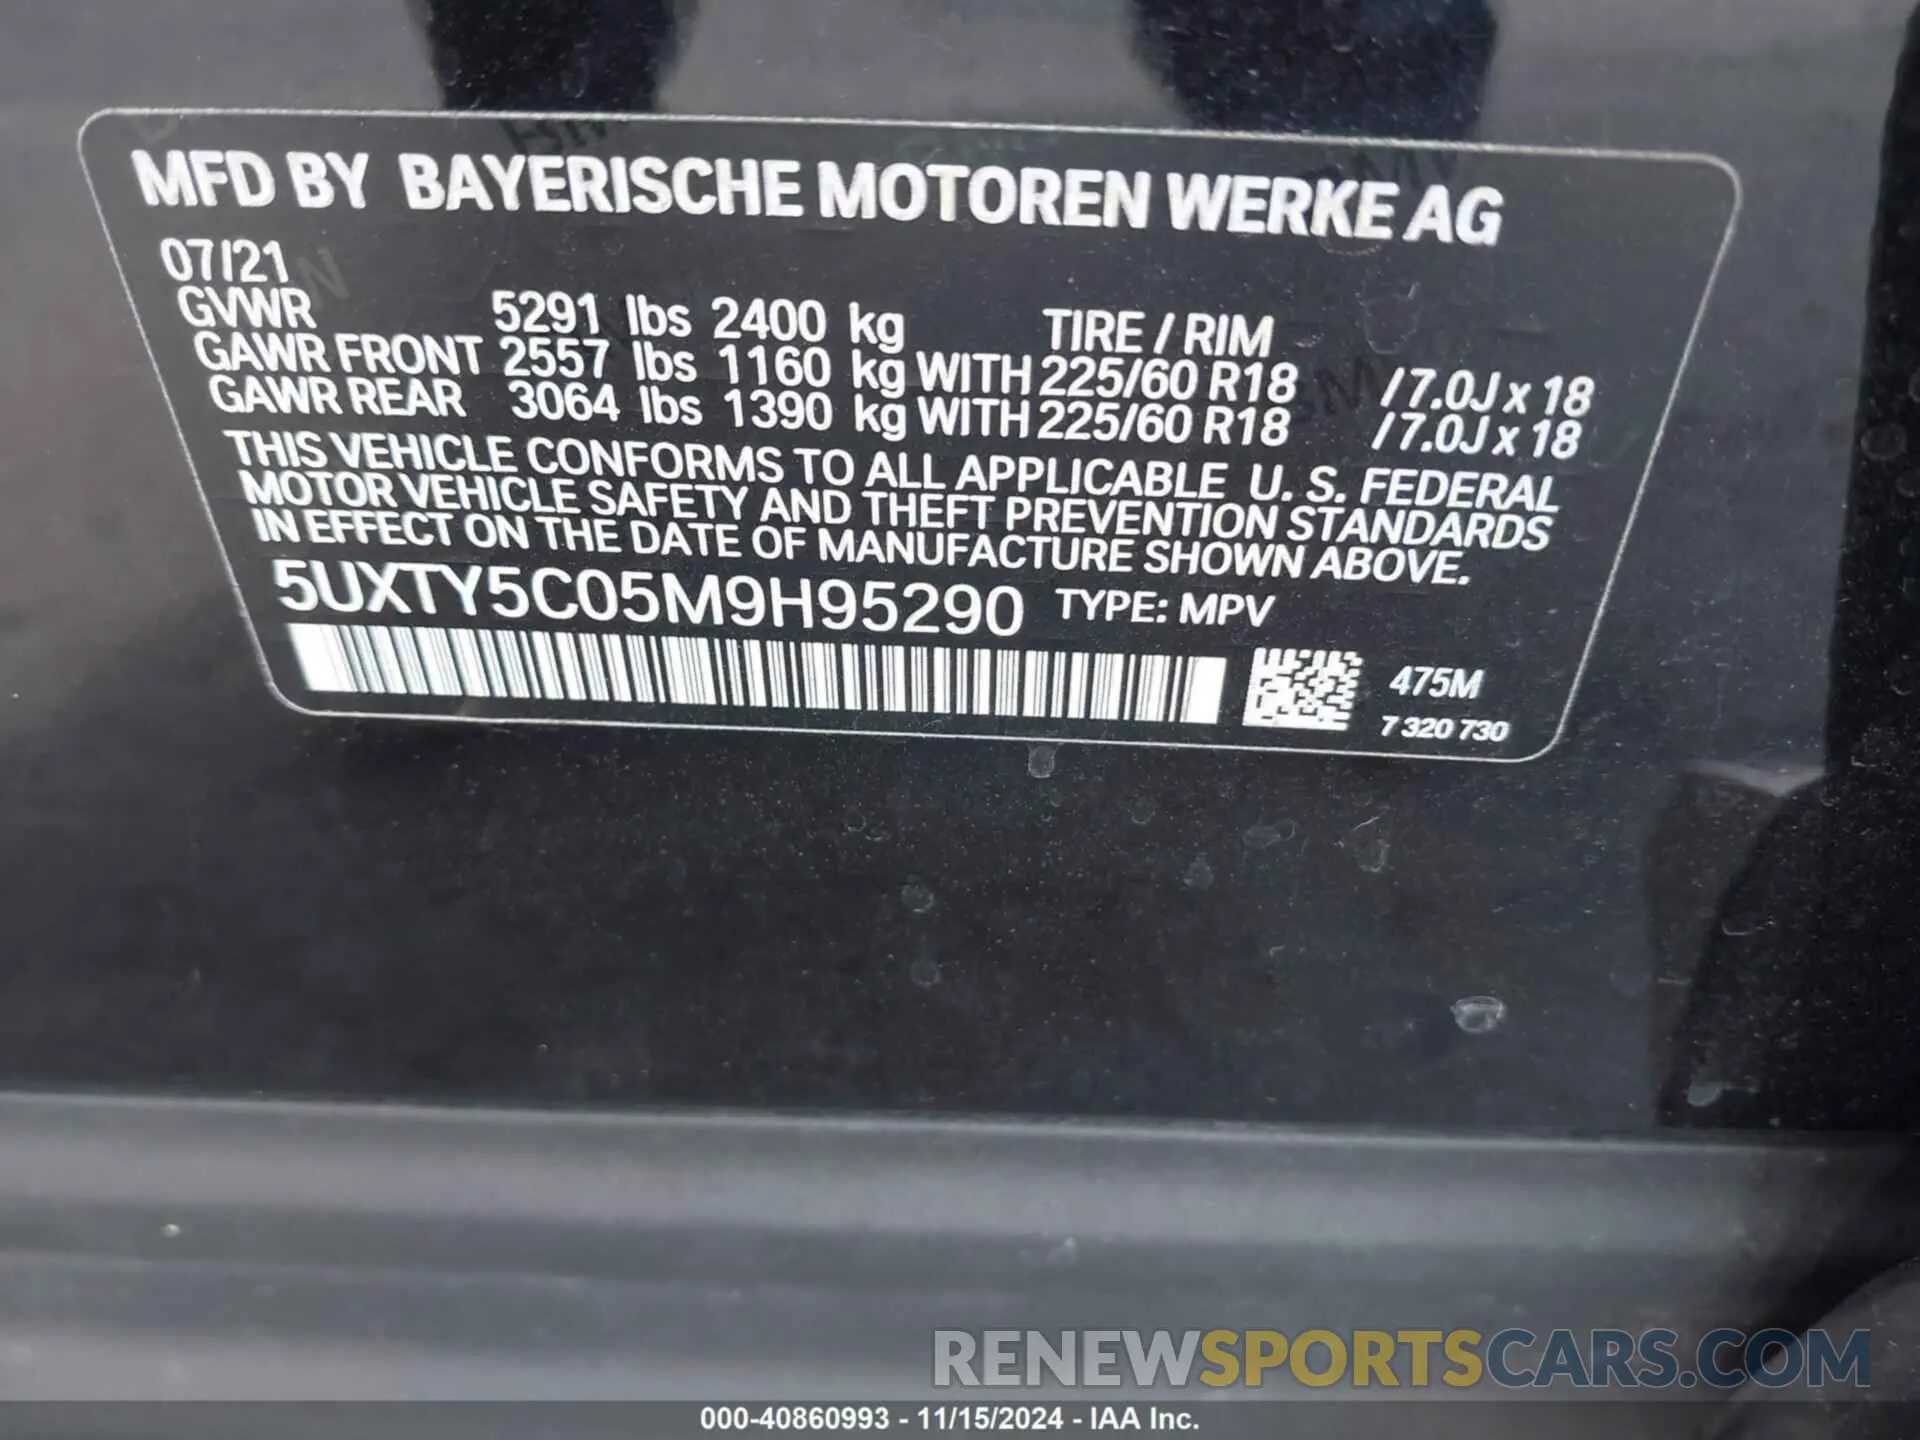 MFD BY BAYERISCHE MOTOREN WERKE AG
07/21
GVWR 5291 lbs 2400 kg TIRE / RIM
GAWR FRONT 2557 lbs 1160 kg WITH 225/60 R18 /7.0J x 18
GAWR REAR 3064 lbs 1390 kg WITH 225/60 R18 /7.0J x 18
THIS VEHICLE CONFORMS TO ALL APPLICABLE U. S. FEDERAL
MOTOR VEHICLE SAFETY AND THEFT PREVENTION STANDARDS
IN EFFECT ON THE DATE OF MANUFACTURE SHOWN ABOVE.
5UXTY5C05M9H95290 TYPE: MPV
475M
7 320 730
RENEWSPORTSCARS.COM
000-40860993 - 11/15/2024 - IAA Inc.